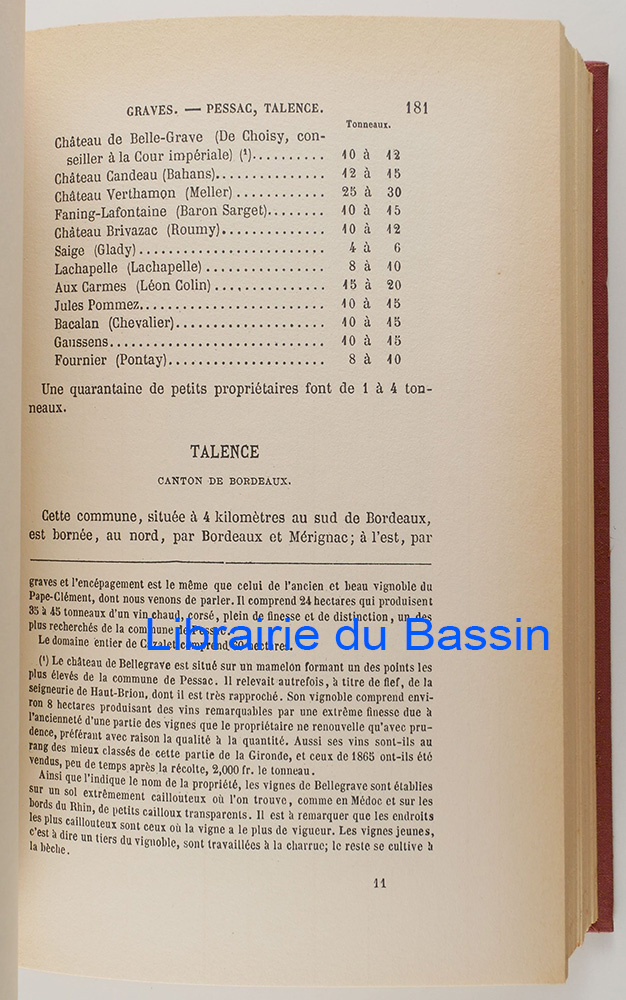 GRAVES. — PESSAC, TALENCE. 181
Tonneaux.
Château de Belle-Grave (De Choisy, con-
seiller à la Cour impériale) (¹).......... 10 à 12
Château Candeau (Bahans)............... 12 à 15
Château Verthamon (Meller)............ 25 à 30
Faning-Lafontaine (Baron Sarget)........ 10 à 15
Château Brivazac (Roumy).............. 10 à 12
Saige (Glady)......................... 4 à 6
Lachapelle (Lachapelle)................ 8 à 10
Aux Carmes (Léon Colin).............. 15 à 20
Jules Pommez......................... 10 à 15
Bacalan (Chevalier).................... 10 à 15
Gaussens.............................. 10 à 15
Fournier (Pontay)..................... 8 à 10
Une quarantaine de petits propriétaires font de 1 à 4 ton-
neaux.
TALENCE
CANTON DE BORDEAUX.
Cette commune, située à 4 kilomètres au sud de Bordeaux,
est bornée, au nord, par Bordeaux et Mérignac; à l'est, par
graves et l'encépagement est le même que celui de l'ancien et beau vignoble du
Pape-Clément, dont nous venons de parler. Il comprend 24 hectares qui produisent
35 à 45 tonneaux d'un vin chaud, corsé, plein de finesse et de distinction, un des
plus recherchés de la commune de Pessac.
Librairie du Bassin
Le domaine entier de Cazalet comprend 60 hectares.
(¹) Le château de Bellegrave est situé sur un mamelon formant un des points les
plus élevés de la commune de Pessac. Il relevait autrefois, à titre de fief, de la
seigneurie de Haut-Brion, dont il est très rapproché. Son vignoble comprend envi-
ron 8 hectares produisant des vins remarquables par une extrême finesse due à
l'ancienneté d'une partie des vignes que le propriétaire ne renouvelle qu'avec pru-
dence, préférant avec raison la qualité à la quantité. Aussi ses vins sont-ils au
rang des mieux classés de cette partie de la Gironde, et ceux de 1865 ont-ils été
vendus, peu de temps après la récolte, 2,000 fr. le tonneau.
Ainsi que l'indique le nom de la propriété, les vignes de Bellegrave sont établies
sur un sol extrêmement caillouteux où l'on trouve, comme en Médoc et sur les
bords du Rhin, de petits cailloux transparents. Il est à remarquer que les endroits
les plus caillouteux sont ceux où la vigne a le plus de vigueur. Les vignes jeunes,
c'est à dire un tiers du vignoble, sont travaillées à la charrue; le reste se cultive à
la bêche.
11